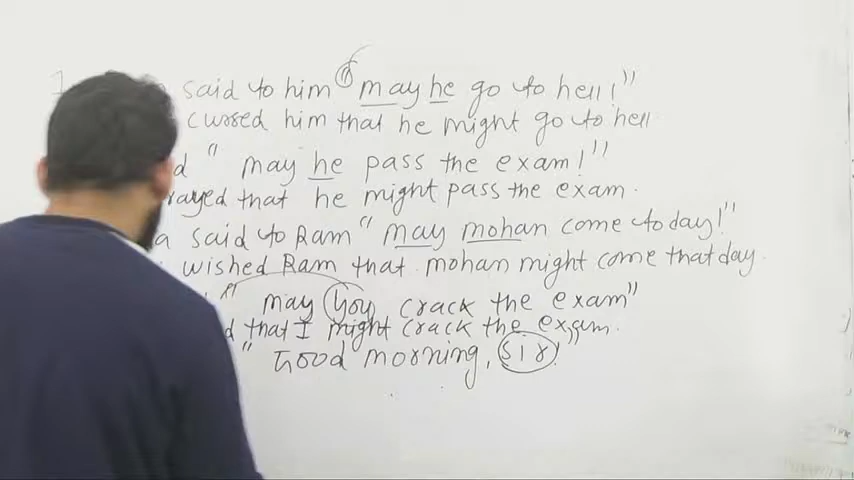 said to him " may he go to hell!"
cursed him that he might go to hell
" may he pass the exam!"
rayed that he might pass the exam.
a said to Ram " may mohan come today!"
wished Ram that mohan might come that day.
" may you crack the exam"
d that I might crack the exam.
" Good morning, sir!"